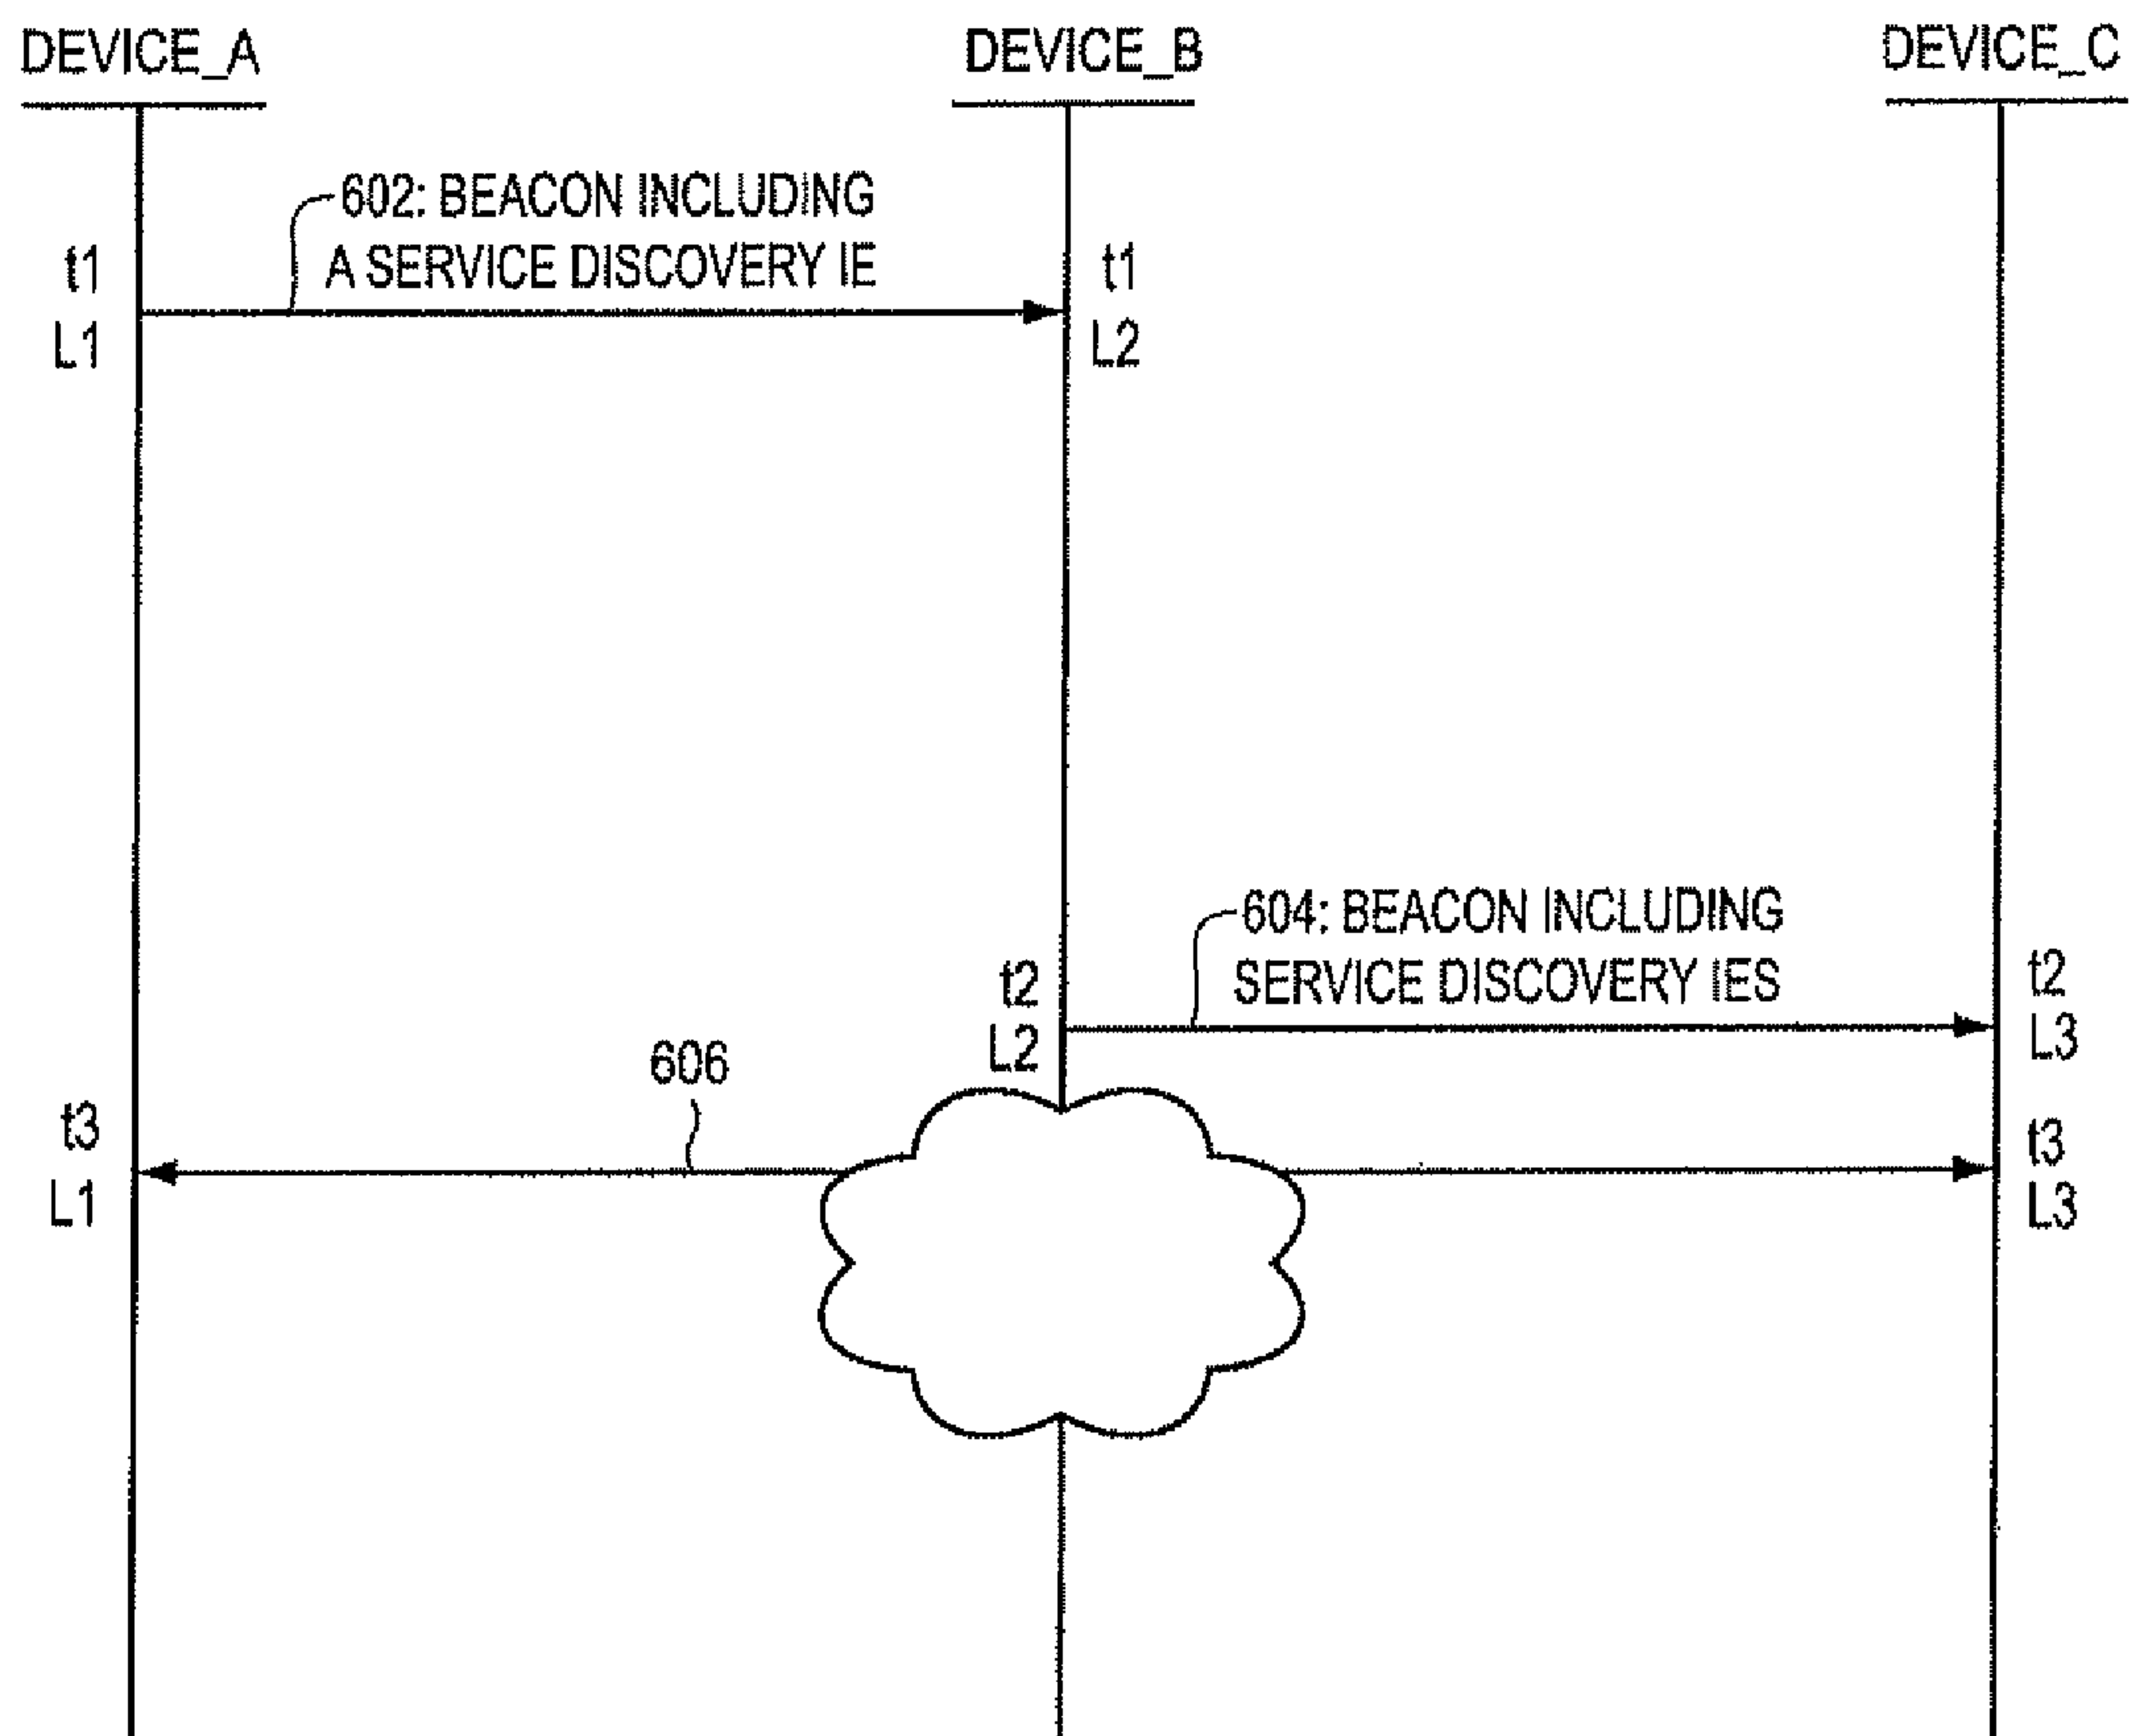 DEVICE_A
DEVICE_B
DEVICE_C
602: BEACON INCLUDING
A SERVICE DISCOVERY IE
t1
L1
t1
L2
604: BEACON INCLUDING
SERVICE DISCOVERY IES
t2
L2
t2
L3
606
t3
L1
t3
L3